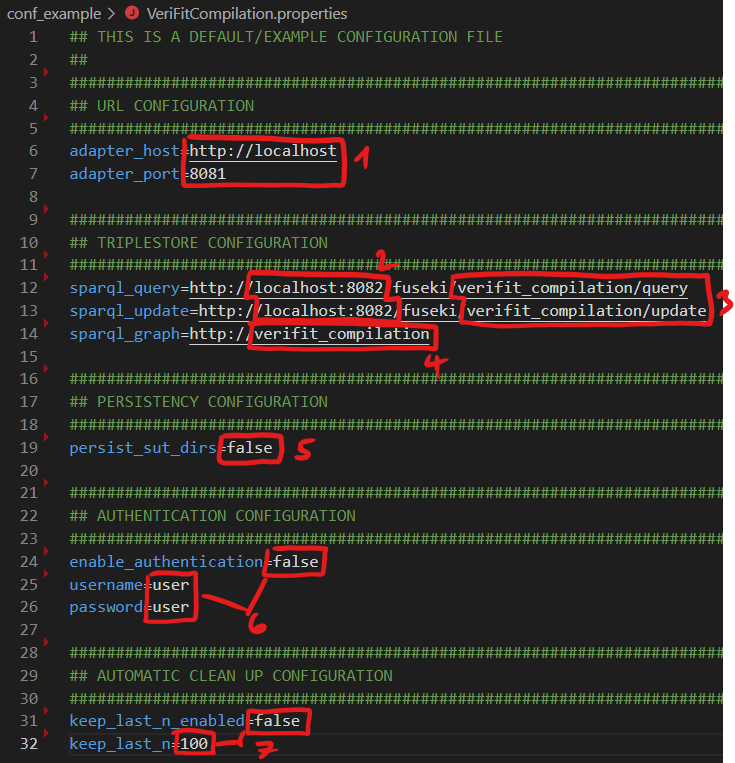 conf_example > J VeriFitCompilation.properties
1 ## THIS IS A DEFAULT/EXAMPLE CONFIGURATION FILE
2 ##
3 ########################################################################
4 ## URL CONFIGURATION
5 ########################################################################
6 adapter_host=http://localhost 1
7 adapter_port=8081
8
9 ########################################################################
10 ## TRIPLESTORE CONFIGURATION
11 ######################################################################## 2
12 sparql_query=http://localhost:8082/fuseki/verifit_compilation/query
13 sparql_update=http://localhost:8082/fuseki/verifit_compilation/update 3
14 sparql_graph=http://verifit_compilation
15 4
16 ########################################################################
17 ## PERSISTENCY CONFIGURATION
18 ########################################################################
19 persist_sut_dirs=false 5
20
21 ########################################################################
22 ## AUTHENTICATION CONFIGURATION
23 ########################################################################
24 enable_authentication=false
25 username=user
26 password=user 6
27
28 ########################################################################
29 ## AUTOMATIC CLEAN UP CONFIGURATION
30 ########################################################################
31 keep_last_n_enabled=false
32 keep_last_n=100 7